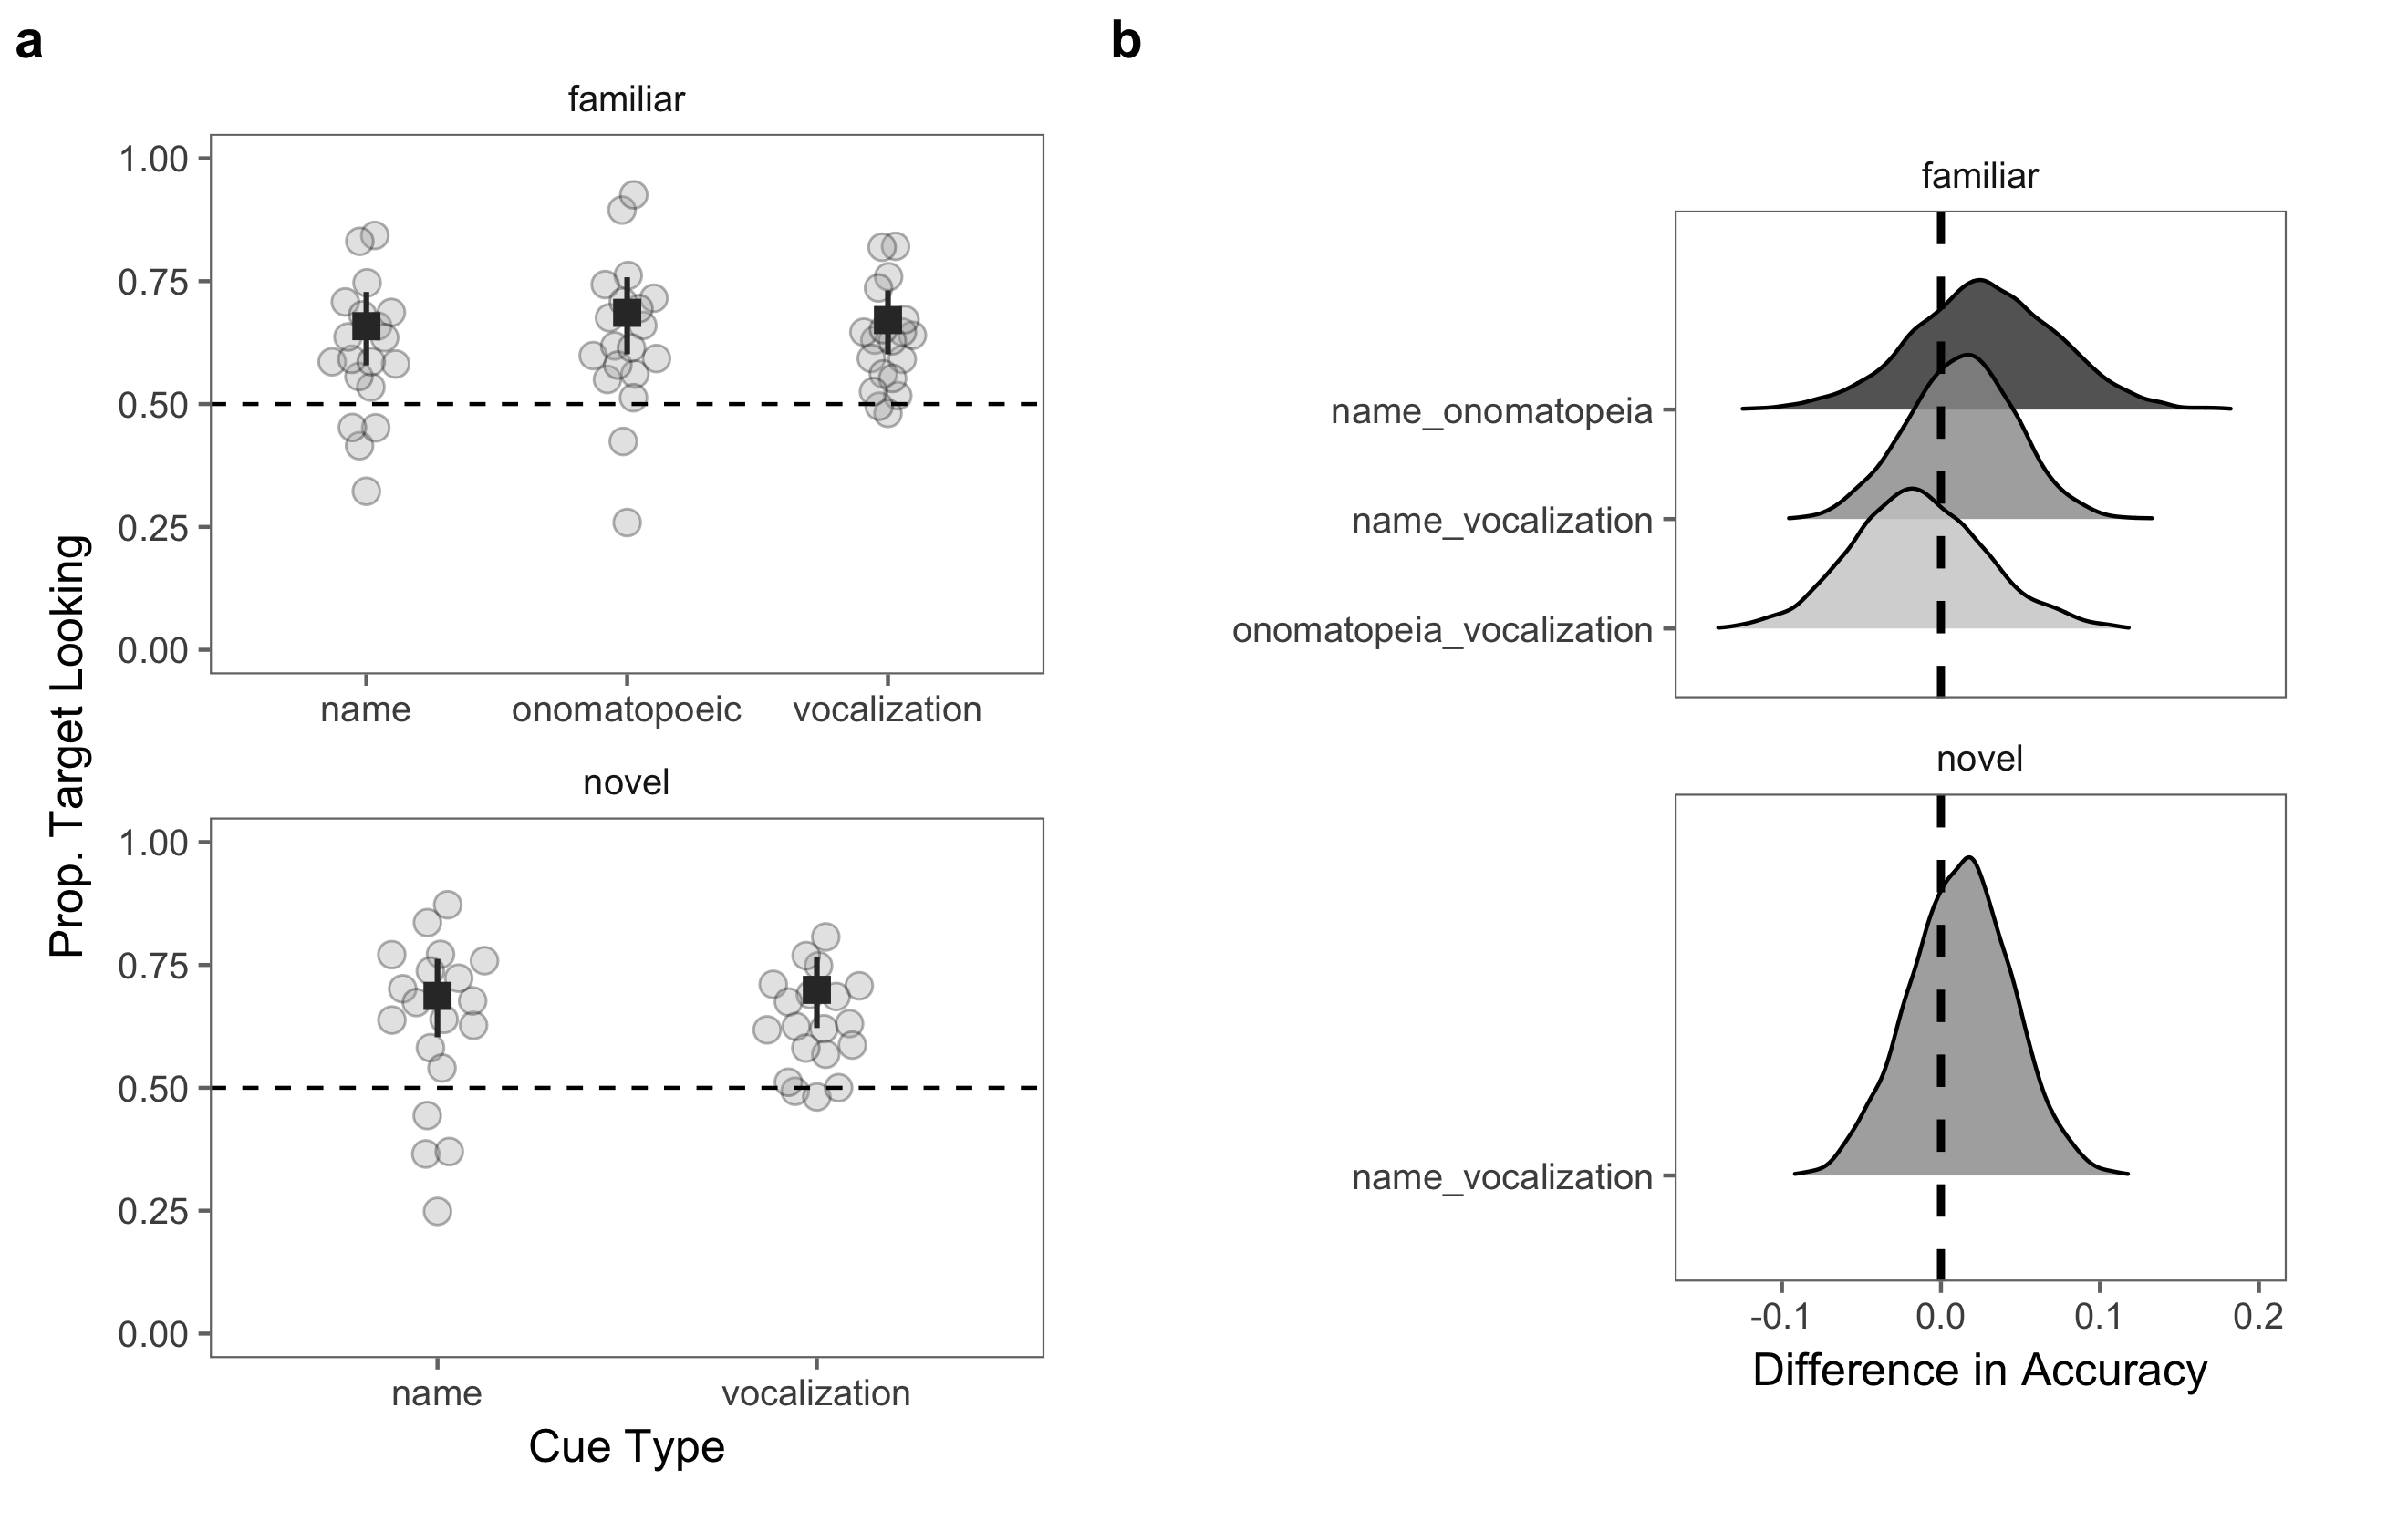 a
familiar
1.00
0.75
0.50
0.25
0.00
name onomatopoeic vocalization
novel
1.00
0.75
0.50
0.25
0.00
name vocalization
Cue Type
Prop. Target Looking
b
familiar
name_onomatopeia
name_vocalization
onomatopeia_vocalization
novel
name_vocalization
-0.1 0.0 0.1 0.2
Difference in Accuracy